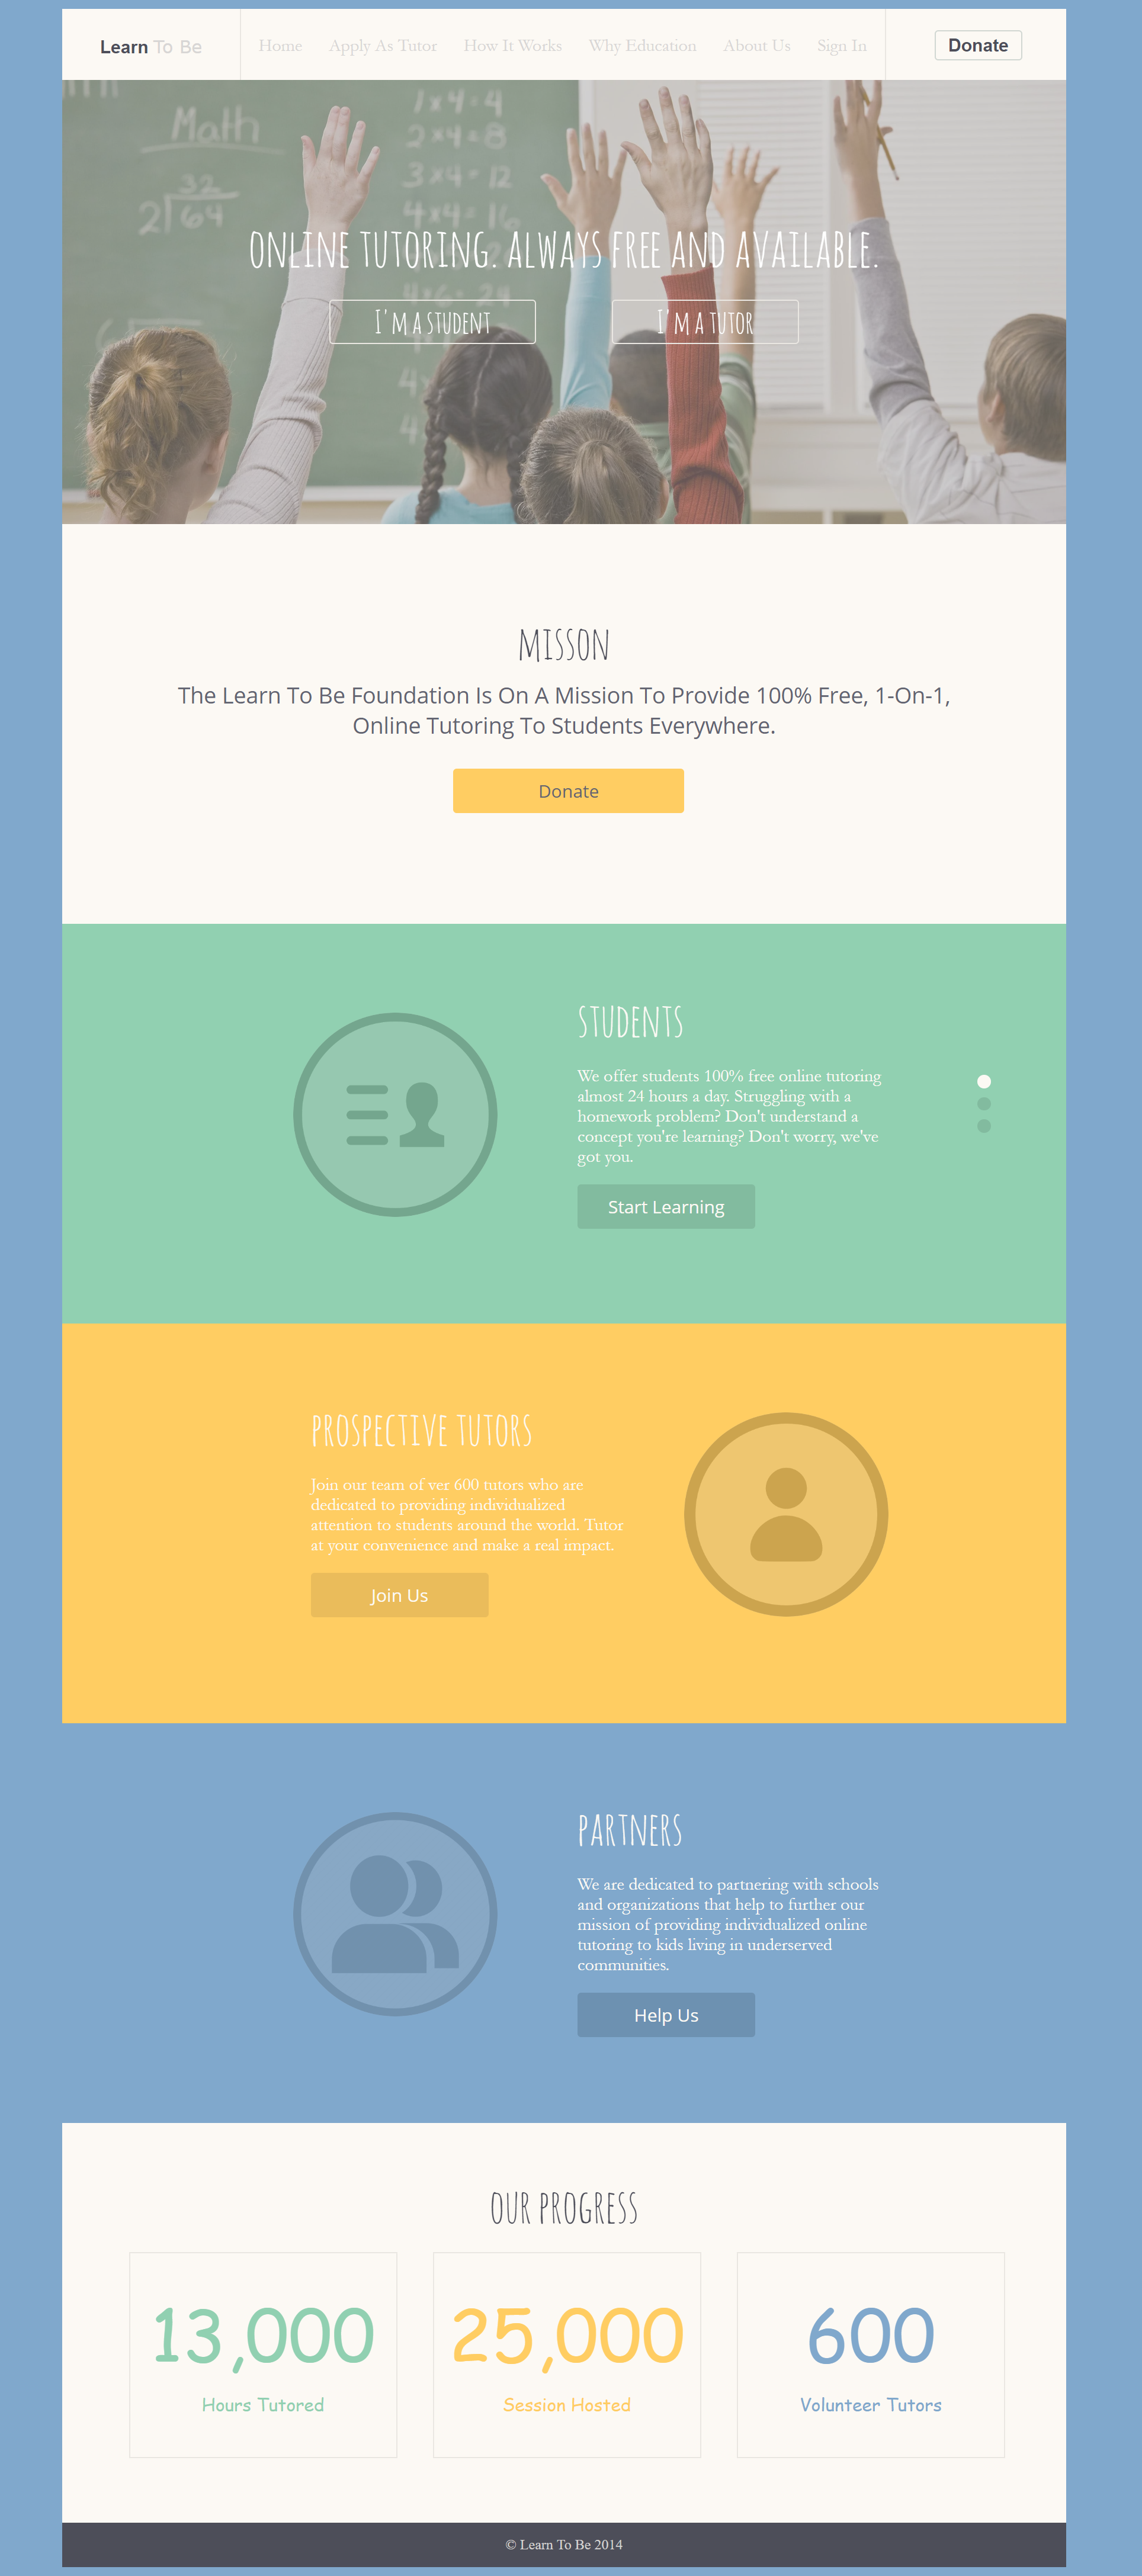 Learn To Be
Home Apply As Tutor How It Works Why Education About Us Sign In
Donate
Math
32
2 64
1×4=4
2×4=8
3×4=12
4×4=16
ONLINE TUTORING. ALWAYS FREE AND AVAILABLE.
6×6= 24
I'M A STUDENT
I'M A TUTOR
MISSON
The Learn To Be Foundation Is On A Mission To Provide 100% Free, 1-On-1,
Online Tutoring To Students Everywhere.
Donate
STUDENTS
We offer students 100% free online tutoring
almost 24 hours a day. Struggling with a
homework problem? Don't understand a
concept you're learning? Don't worry, we've
got you.
Start Learning
PROSPECTIVE TUTORS
Join our team of ver 600 tutors who are
dedicated to providing individualized
attention to students around the world. Tutor
at your convenience and make a real impact.
Join Us
PARTNERS
We are dedicated to partnering with schools
and organizations that help to further our
mission of providing individualized online
tutoring to kids living in underserved
communities.
Help Us
OUR PROGRESS
13,000
Hours Tutored
25,000
Session Hosted
600
Volunteer Tutors
© Learn To Be 2014